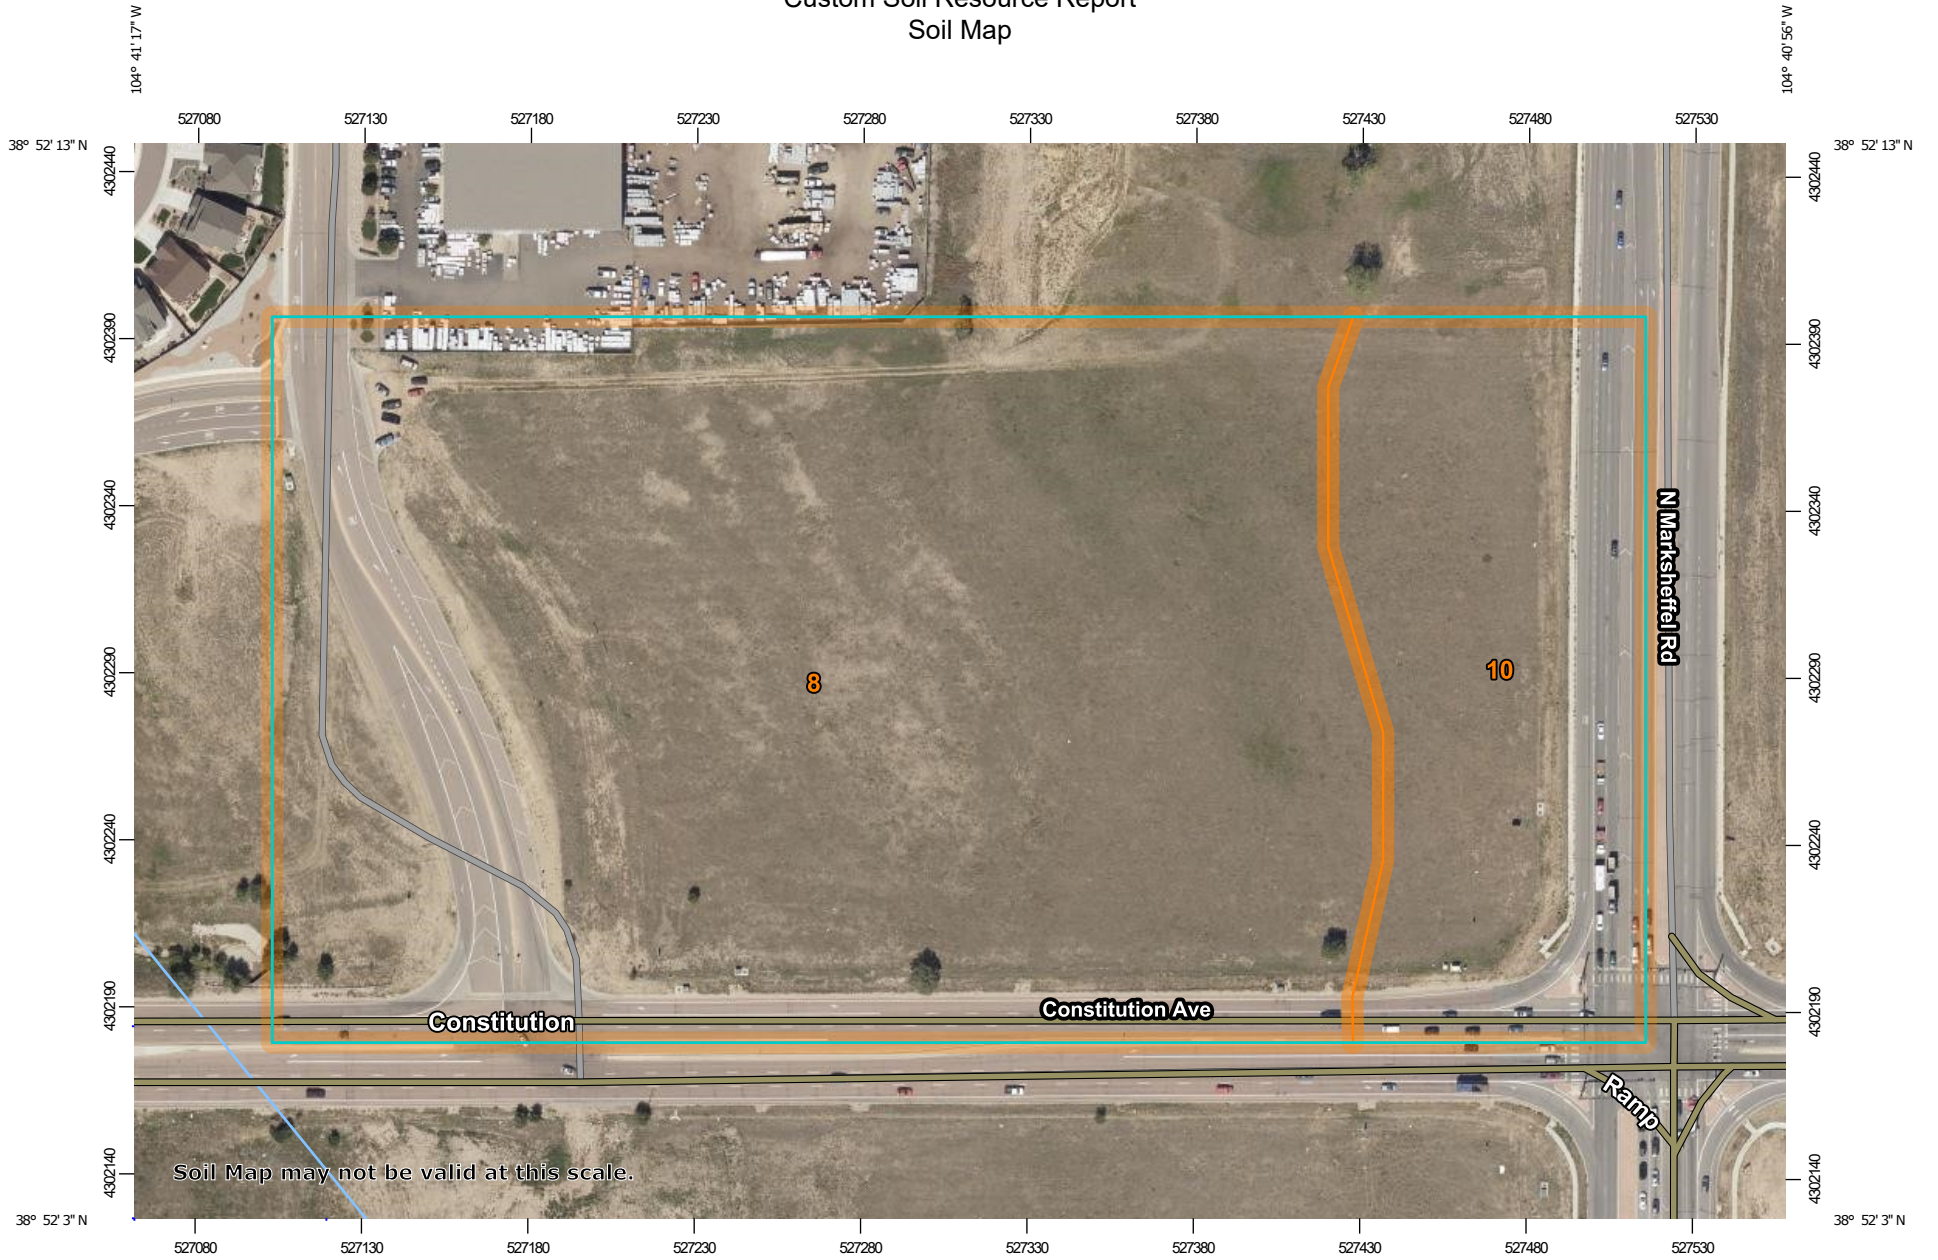 Custom Soil Resource Report
Soil Map
104° 41' 17" W
104° 40' 56" W
527080 527130 527180 527230 527280 527330 527380 527430 527480 527530
38° 52' 13" N
38° 52' 13" N
4302440
4302440
4302390
4302390
4302340
4302340
N Marksheffel Rd
4302290
4302290
8
10
4302240
4302240
4302190
4302190
Constitution
Constitution Ave
Ramp
4302140
4302140
Soil Map may not be valid at this scale.
38° 52' 3" N
38° 52' 3" N
527080 527130 527180 527230 527280 527330 527380 527430 527480 527530